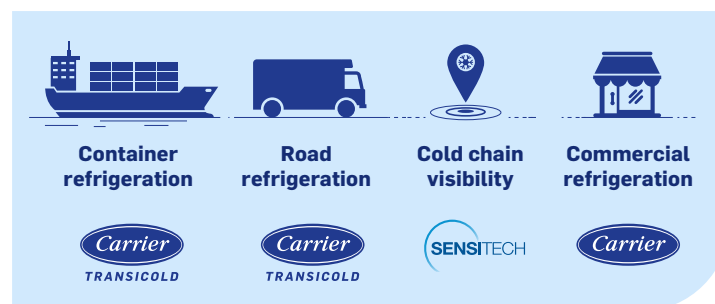 Container
refrigeration
Road
refrigeration
Cold chain
visibility
Commercial
refrigeration
Carrier
TRANSICOLD
Carrier
TRANSICOLD
SENSITECH
Carrier